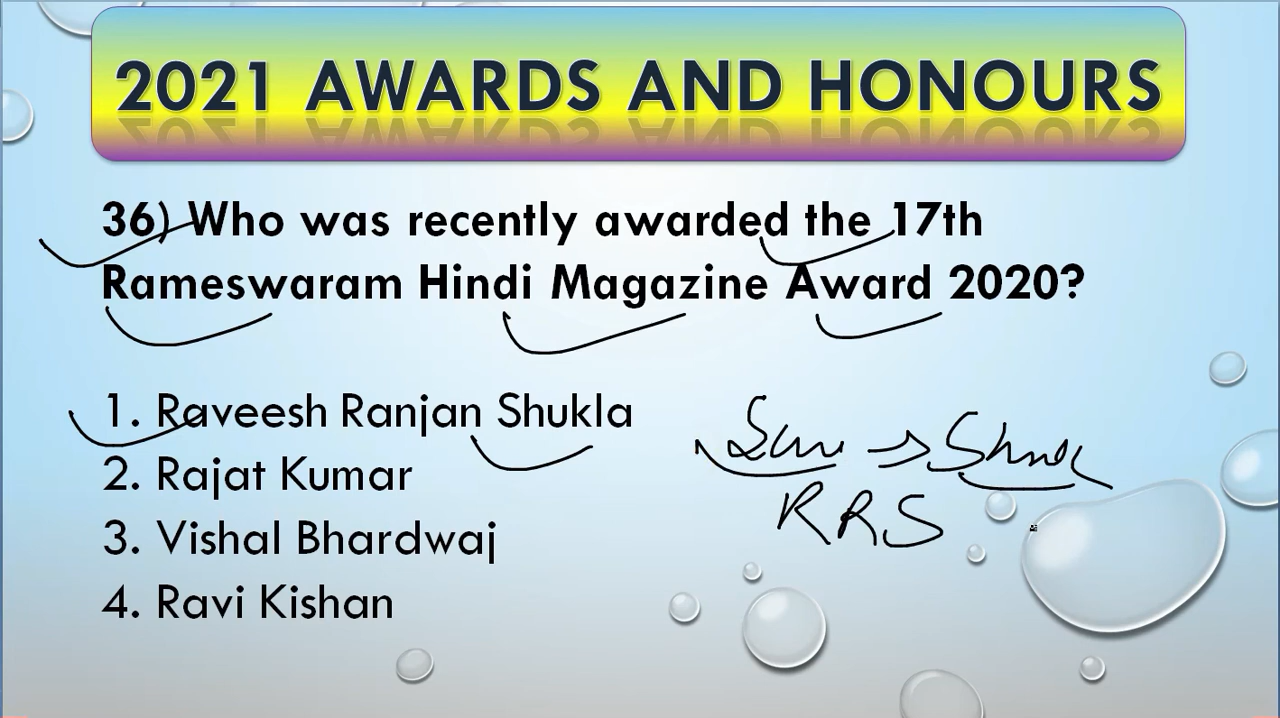 2021 AWARDS AND HONOURS
36) Who was recently awarded the 17th
Rameswaram Hindi Magazine Award 2020?
1. Raveesh Ranjan Shukla
2. Rajat Kumar
3. Vishal Bhardwaj
4. Ravi Kishan
RRS